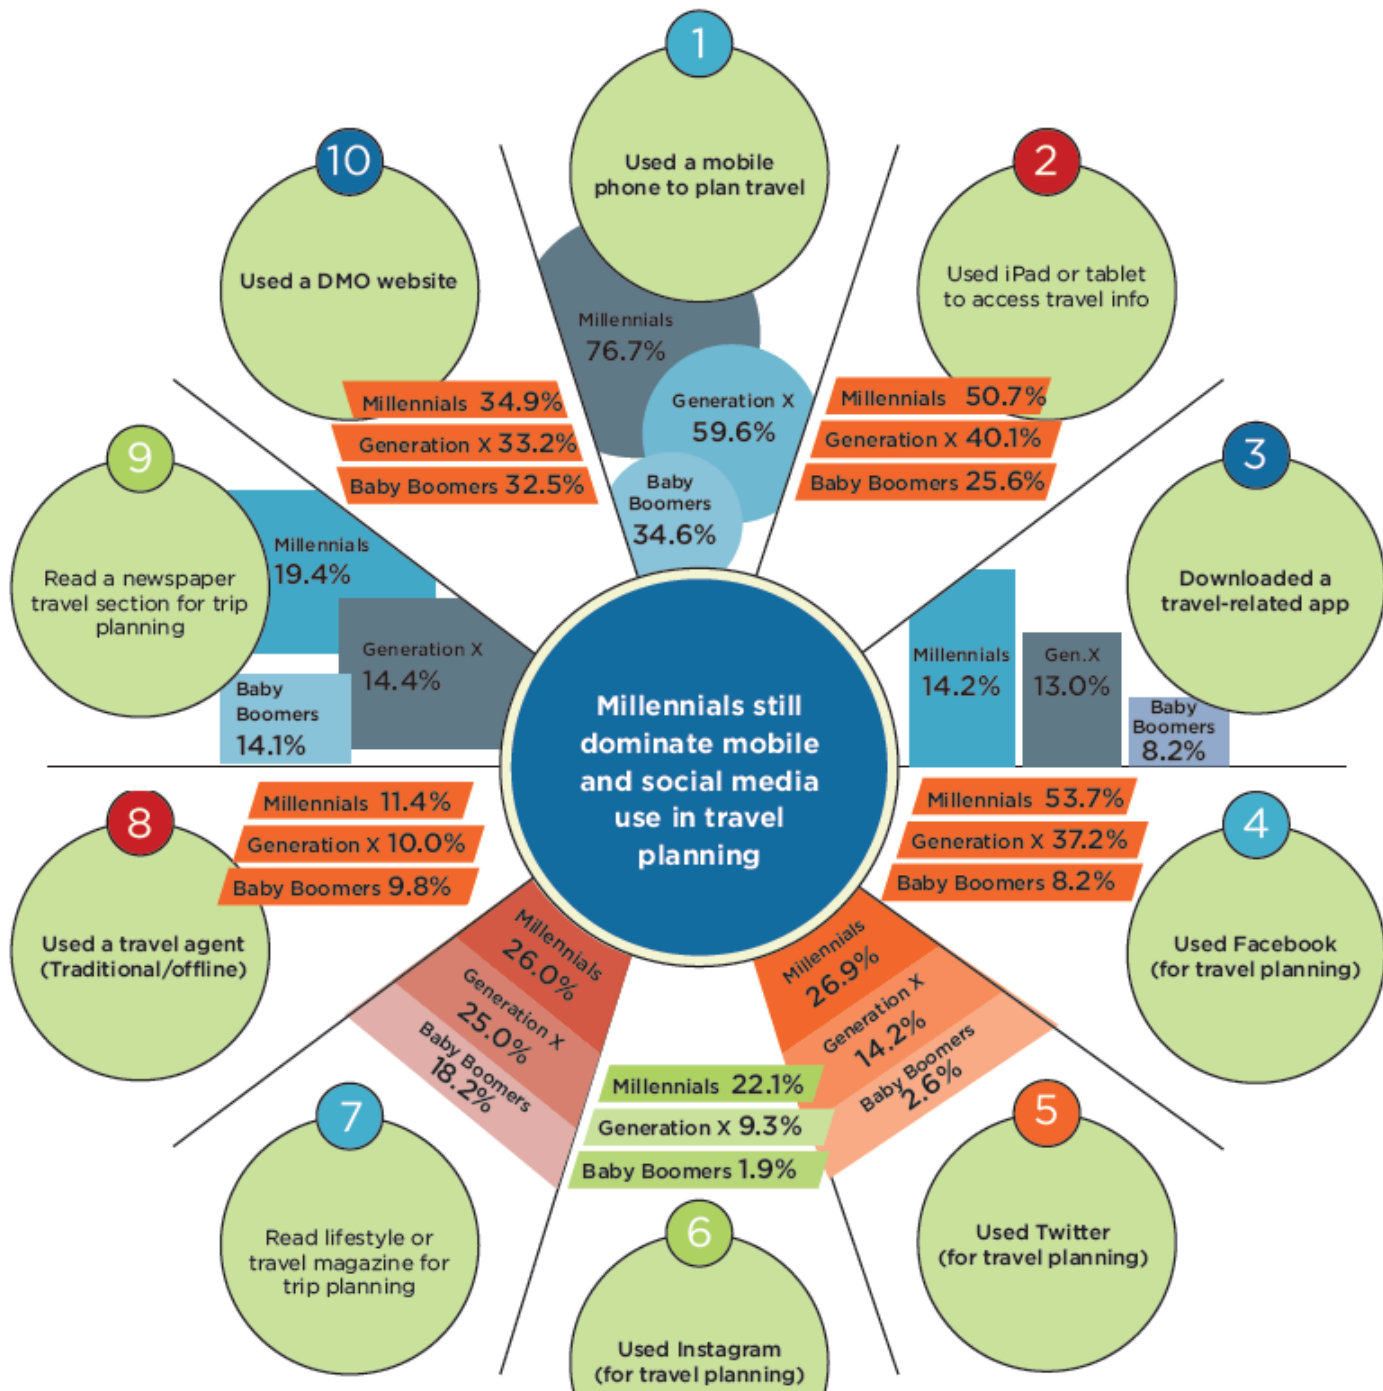 1
Used a mobile
phone to plan travel
Millennials
76.7%
Generation X
59.6%
Baby
Boomers
34.6%
2
Used iPad or tablet
to access travel info
Millennials 50.7%
Generation X 40.1%
Baby Boomers 25.6%
3
Downloaded a
travel-related app
Millennials
14.2%
Gen.X
13.0%
Baby
Boomers
8.2%
4
Used Facebook
(for travel planning)
Millennials 53.7%
Generation X 37.2%
Baby Boomers 8.2%
5
Used Twitter
(for travel planning)
Millennials
26.9%
Generation X
14.2%
Baby Boomers
2.6%
6
Used Instagram
(for travel planning)
Millennials 22.1%
Generation X 9.3%
Baby Boomers 1.9%
7
Read lifestyle or
travel magazine for
trip planning
Millennials
26.0%
Generation X
25.0%
Baby Boomers
18.2%
8
Used a travel agent
(Traditional/offline)
Millennials 11.4%
Generation X 10.0%
Baby Boomers 9.8%
9
Read a newspaper
travel section for trip
planning
Millennials
19.4%
Generation X
14.4%
Baby
Boomers
14.1%
10
Used a DMO website
Millennials 34.9%
Generation X 33.2%
Baby Boomers 32.5%
Millennials still
dominate mobile
and social media
use in travel
planning